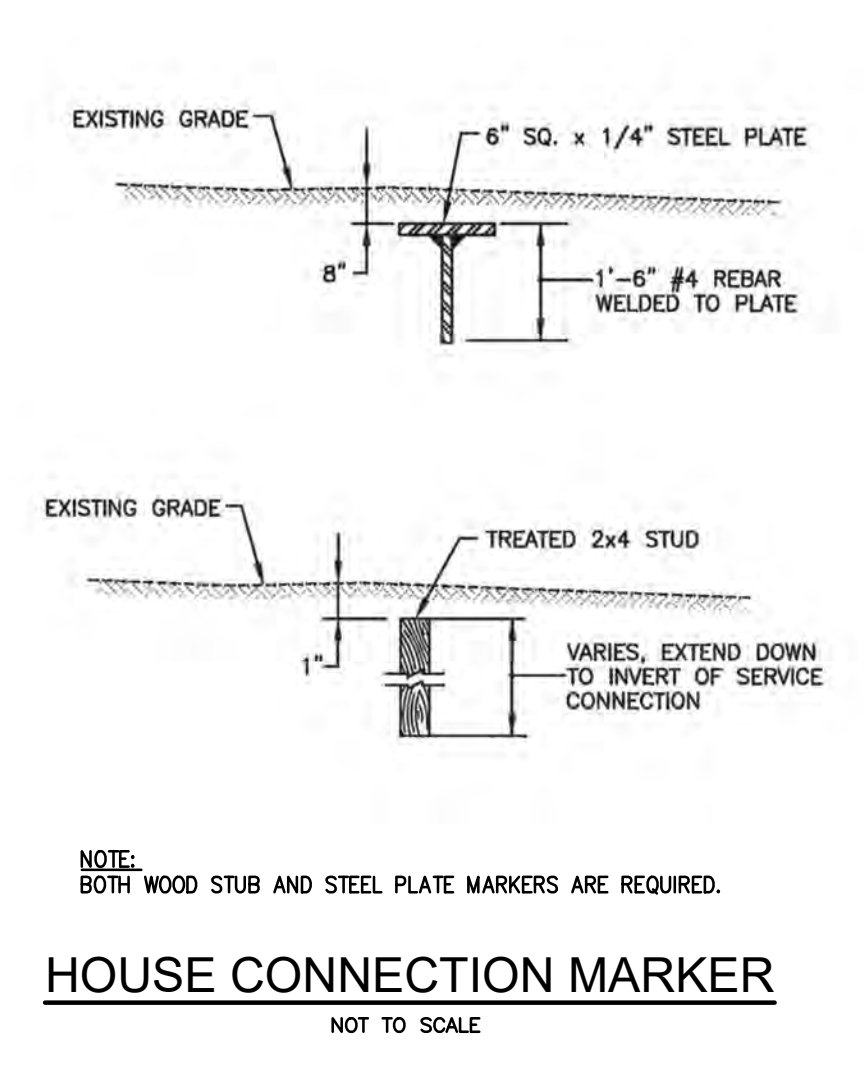 EXISTING GRADE
6" SQ. x 1/4" STEEL PLATE
8"
1'-6" #4 REBAR
WELDED TO PLATE
EXISTING GRADE
TREATED 2x4 STUD
1"
VARIES, EXTEND DOWN
TO INVERT OF SERVICE
CONNECTION
NOTE:
BOTH WOOD STUB AND STEEL PLATE MARKERS ARE REQUIRED.
HOUSE CONNECTION MARKER
NOT TO SCALE